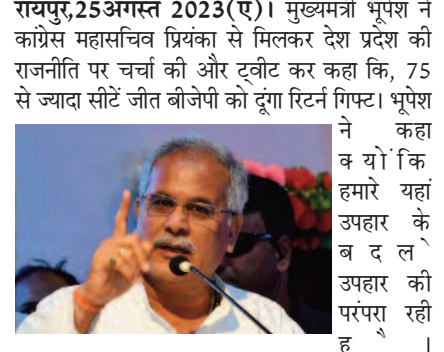 रायपुर,25अगस्त 2023(ए)। मुख्यमंत्री भूपेश ने
कांग्रेस महासचिव प्रियंका से मिलकर देश प्रदेश की
राजनीति पर चर्चा की और ट्वीट कर कहा कि, 75
से ज्यादा सीटें जीत बीजेपी को दूंगा रिटर्न गिफ्ट। भूपेश
ने कहा
क्योंकि
हमारे यहां
उपहार के
बदले
उपहार की
परंपरा रही
है ।